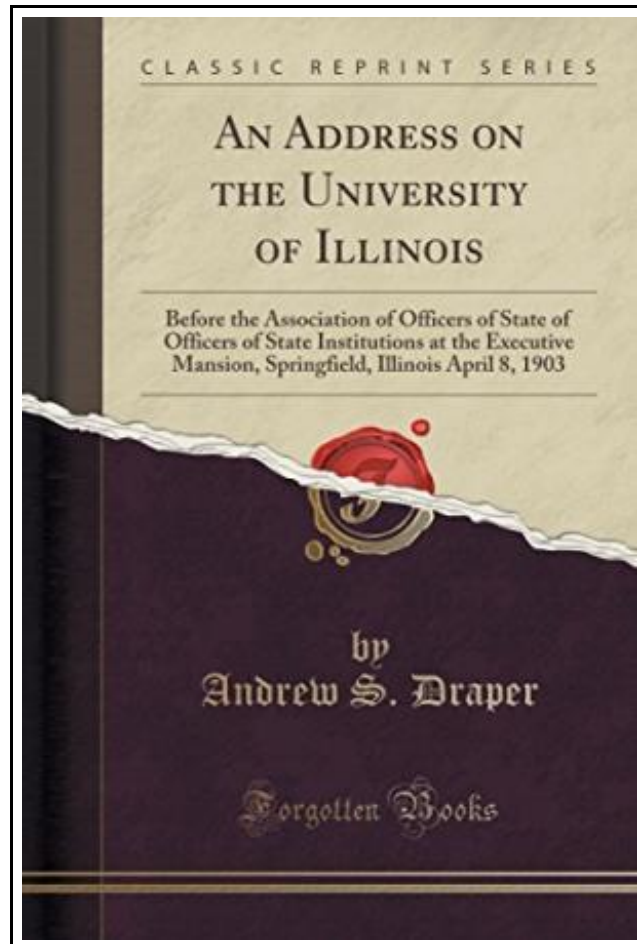 CLASSIC REPRINT SERIES
AN ADDRESS ON
THE UNIVERSITY
OF ILLINOIS
Before the Association of Officers of State of
Officers of State Institutions at the Executive
Mansion, Springfield, Illinois April 8, 1903
by
Andrew S. Draper
Forgotten Books